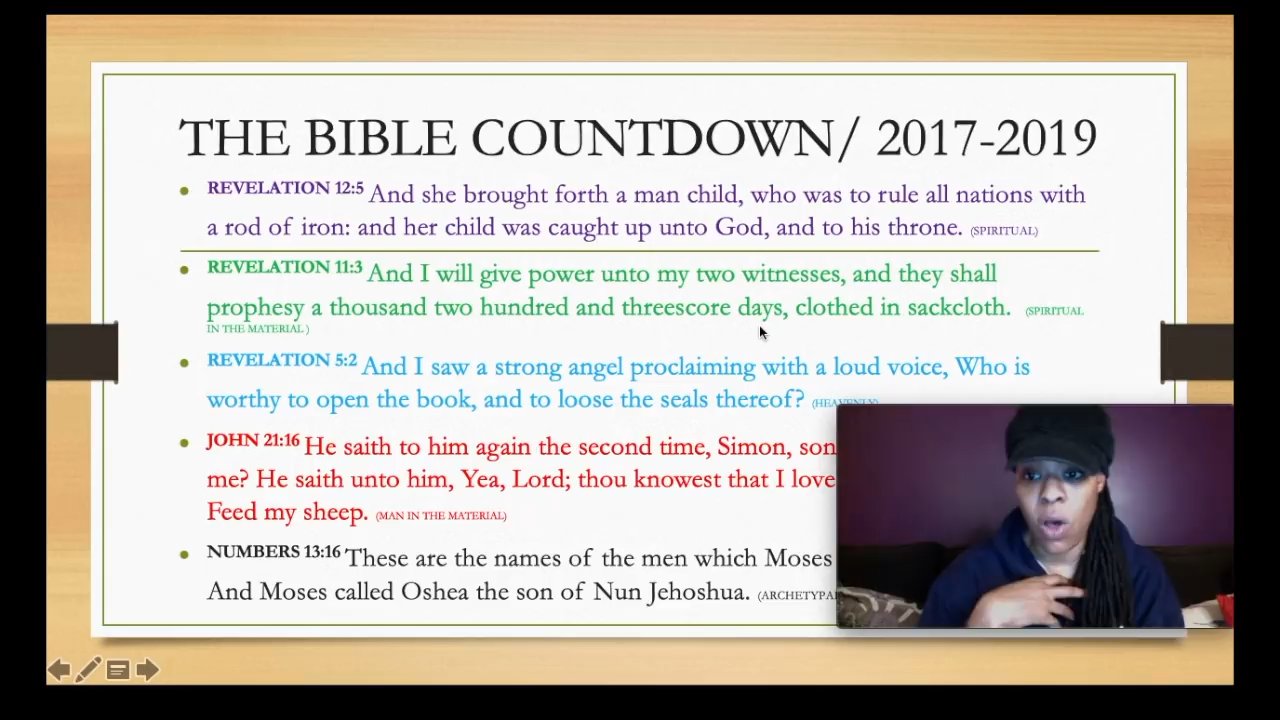 THE BIBLE COUNTDOWN/ 2017-2019
REVELATION 12:5 And she brought forth a man child, who was to rule all nations with
a rod of iron: and her child was caught up unto God, and to his throne. (SPIRITUAL)
REVELATION 11:3 And I will give power unto my two witnesses, and they shall
prophesy a thousand two hundred and threescore days, clothed in sackcloth. (SPIRITUAL
IN THE MATERIAL )
REVELATION 5:2 And I saw a strong angel proclaiming with a loud voice, Who is
worthy to open the book, and to loose the seals thereof? (HEAVENLY)
JOHN 21:16 He saith to him again the second time, Simon, son
me? He saith unto him, Yea, Lord; thou knowest that I love
Feed my sheep. (MAN IN THE MATERIAL)
NUMBERS 13:16 These are the names of the men which Moses
And Moses called Oshea the son of Nun Jehoshua.